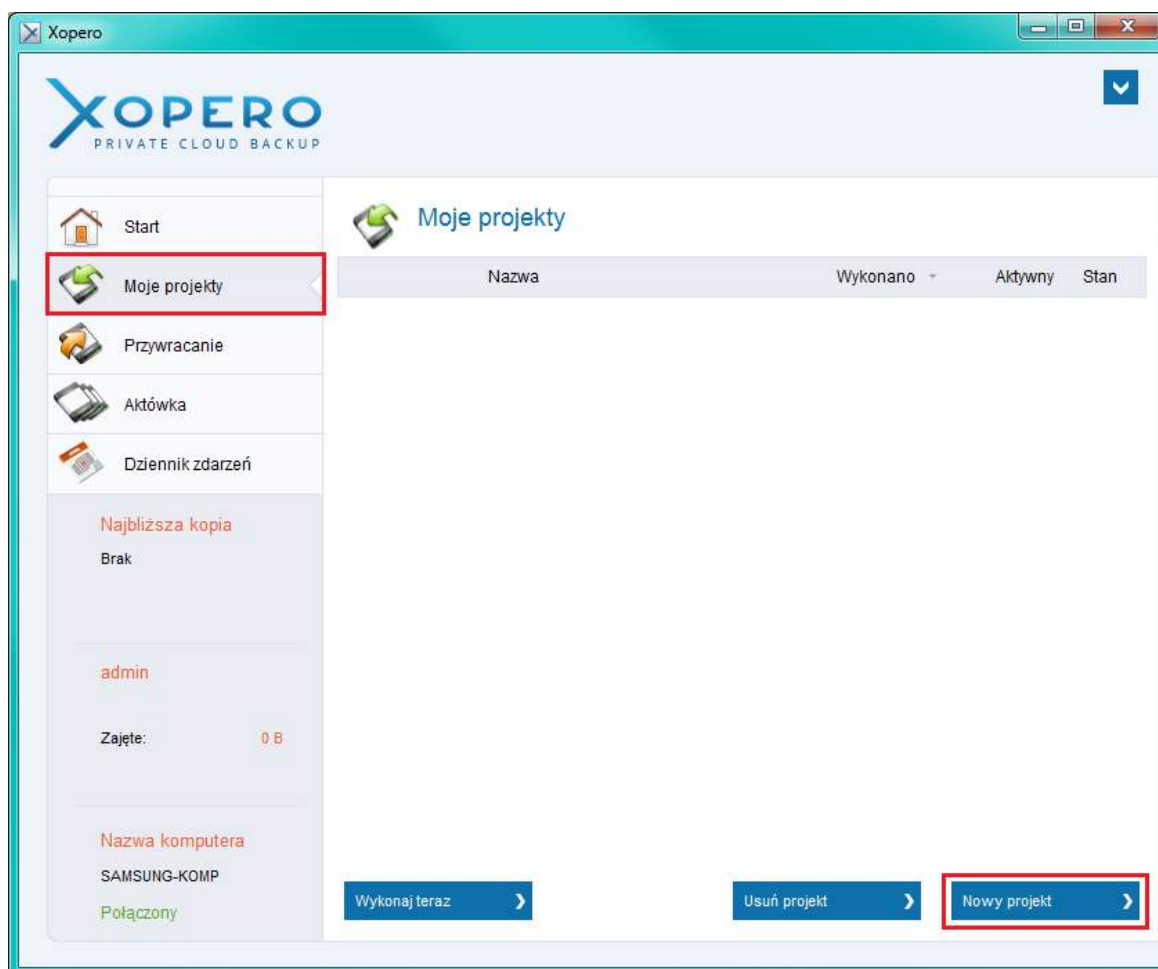 Xopero
XOPERO
PRIVATE CLOUD BACKUP
Start
Moje projekty
Przywracanie
Aktówka
Dziennik zdarzeń
Najbliższa kopia
Brak
admin
Zajęte: 0 B
Nazwa komputera
SAMSUNG-KOMP
Połączony
Moje projekty
Nazwa Wykonano Aktywny Stan
Wykonaj teraz Usuń projekt Nowy projekt